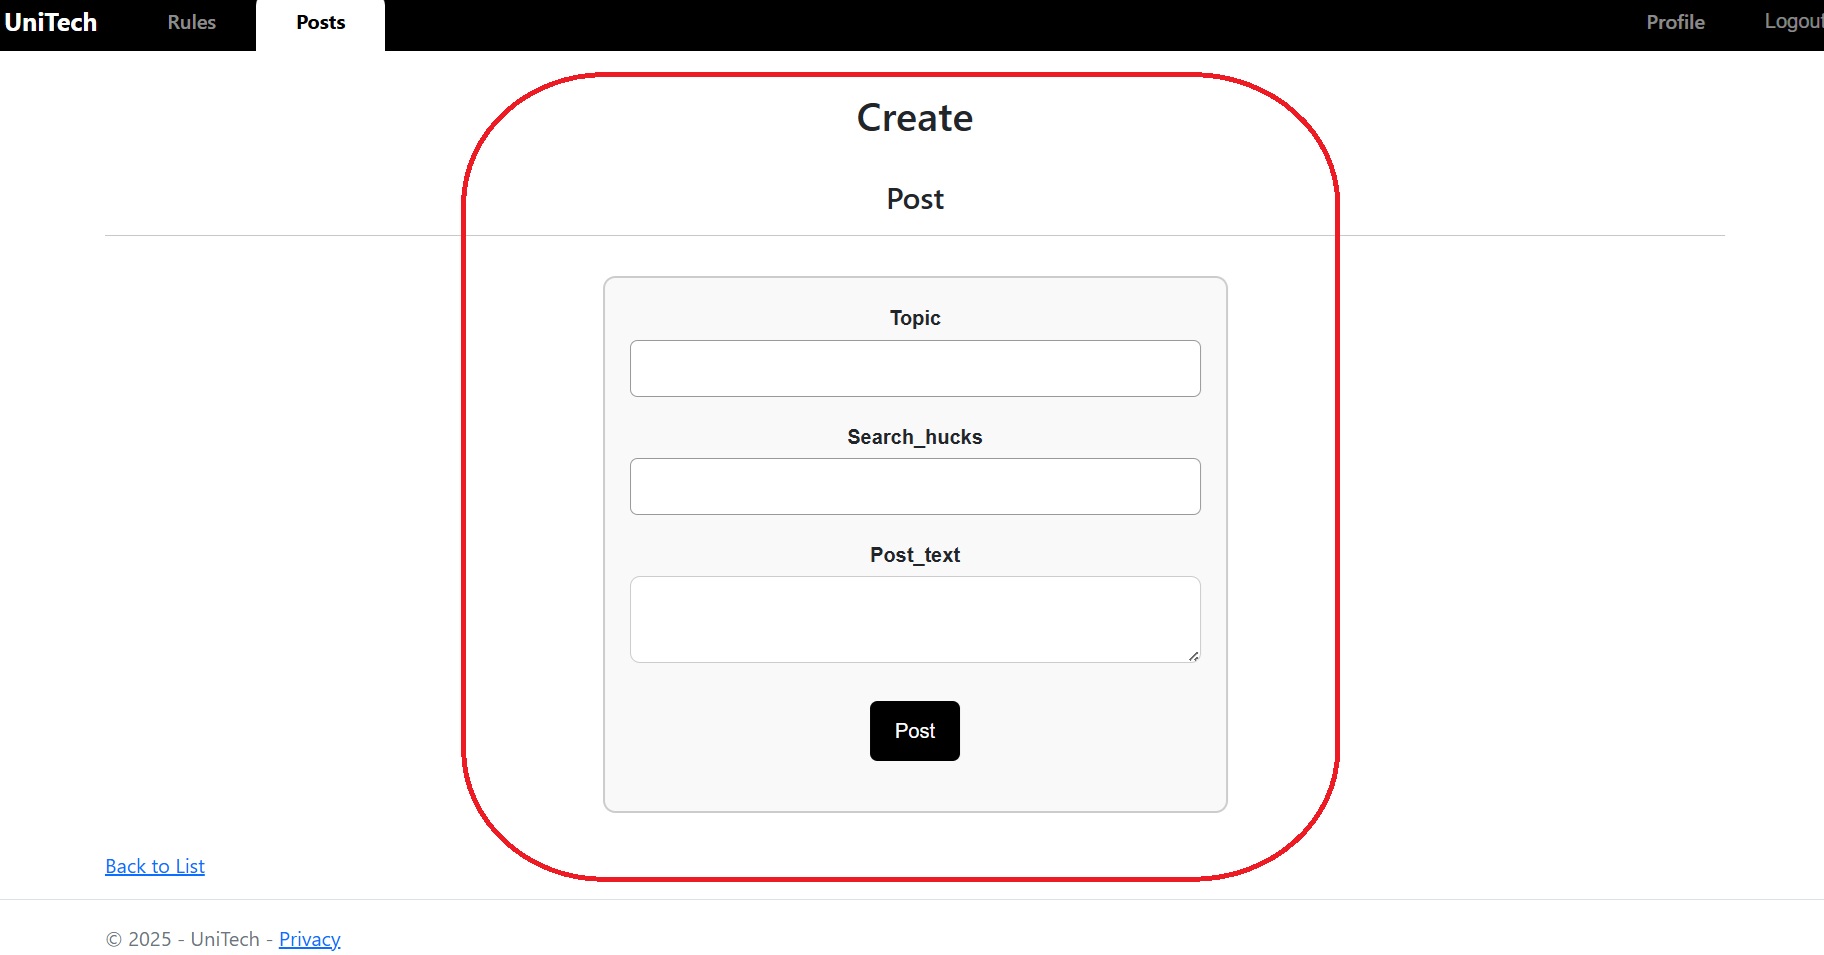 UniTech Rules Posts Profile Logout
Create
Post
Topic
Search_hucks
Post_text
Post
Back to List
© 2025 - UniTech - Privacy